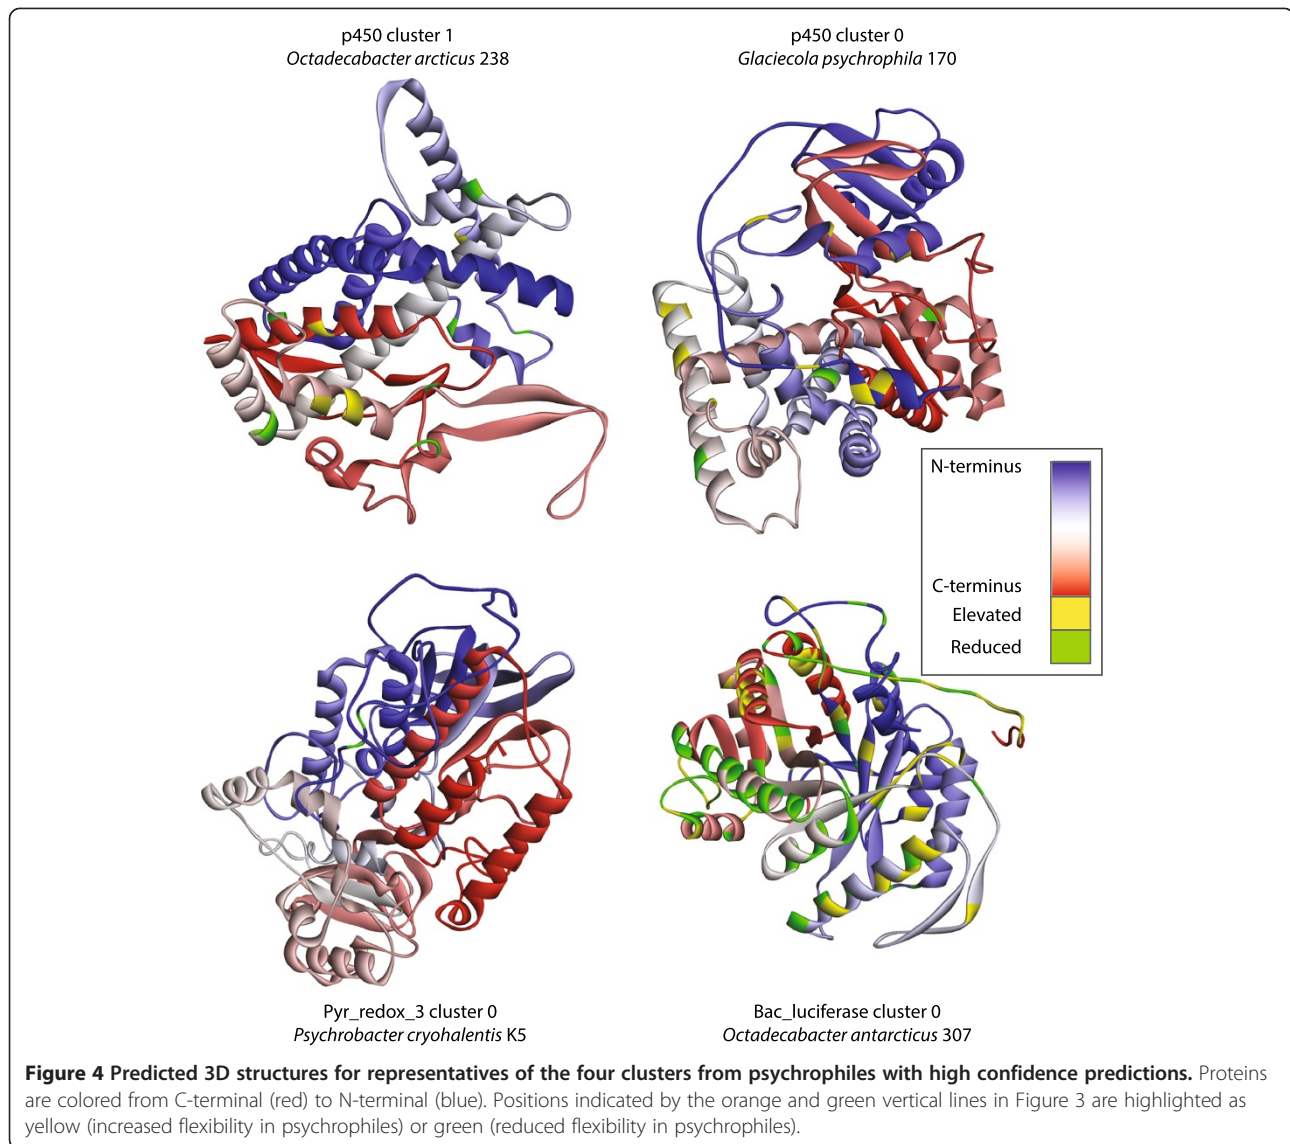 p450 cluster 1
Octadecabacter arcticus 238
p450 cluster 0
Glaciecola psychrophila 170
N-terminus
C-terminus
Elevated
Reduced
Pyr_redox_3 cluster 0
Psychrobacter cryohalentis K5
Bac_luciferase cluster 0
Octadecabacter antarcticus 307
Figure 4 Predicted 3D structures for representatives of the four clusters from psychrophiles with high confidence predictions. Proteins
are colored from C-terminal (red) to N-terminal (blue). Positions indicated by the orange and green vertical lines in Figure 3 are highlighted as
yellow (increased flexibility in psychrophiles) or green (reduced flexibility in psychrophiles).